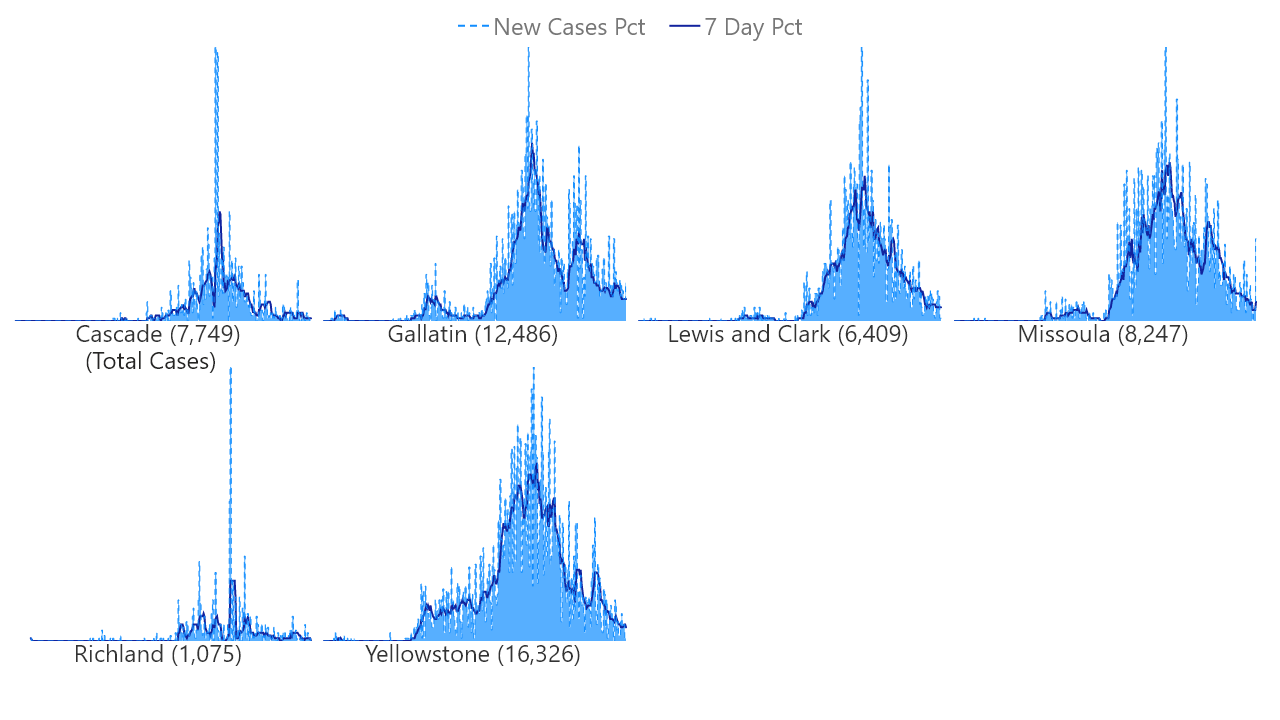 New Cases Pct 7 Day Pct
Cascade (7,749) Gallatin (12,486) Lewis and Clark (6,409) Missoula (8,247)
(Total Cases)
Richland (1,075) Yellowstone (16,326)